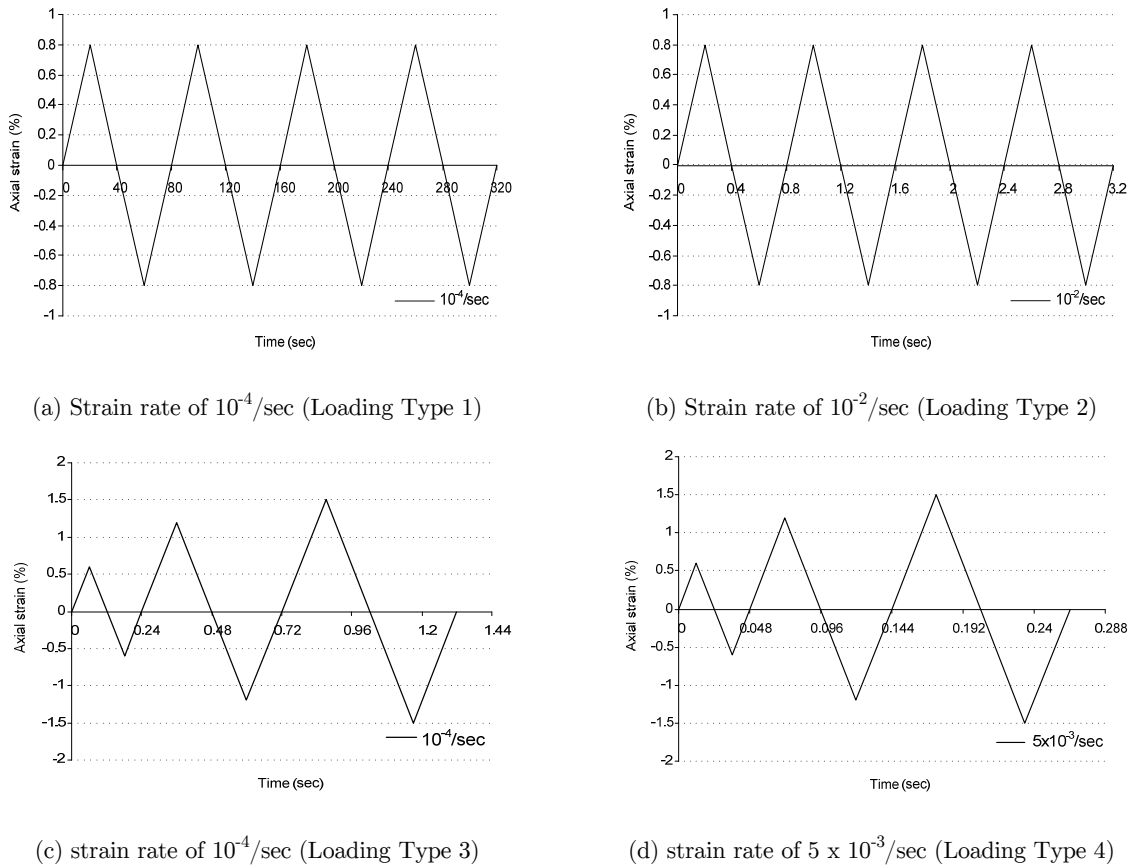 1
0.8
0.6
0.4
0.2
0
-0.2
-0.4
-0.6
-0.8
-1
Axial strain (%)
0 40 80 120 160 200 240 280 320
10⁻⁴/sec
Time (sec)
(a) Strain rate of 10⁻⁴/sec (Loading Type 1)
1
0.8
0.6
0.4
0.2
0
-0.2
-0.4
-0.6
-0.8
-1
Axial strain (%)
0 0.4 0.8 1.2 1.6 2 2.4 2.8 3.2
10⁻²/sec
Time (sec)
(b) Strain rate of 10⁻²/sec (Loading Type 2)
2
1.5
1
0.5
0
-0.5
-1
-1.5
-2
Axial strain (%)
0 0.24 0.48 0.72 0.96 1.2 1.44
10⁻⁴/sec
Time (sec)
(c) strain rate of 10⁻⁴/sec (Loading Type 3)
2
1.5
1
0.5
0
-0.5
-1
-1.5
-2
Axial strain (%)
0 0.048 0.096 0.144 0.192 0.24 0.288
5x10⁻³/sec
Time (sec)
(d) strain rate of 5 x 10⁻³/sec (Loading Type 4)